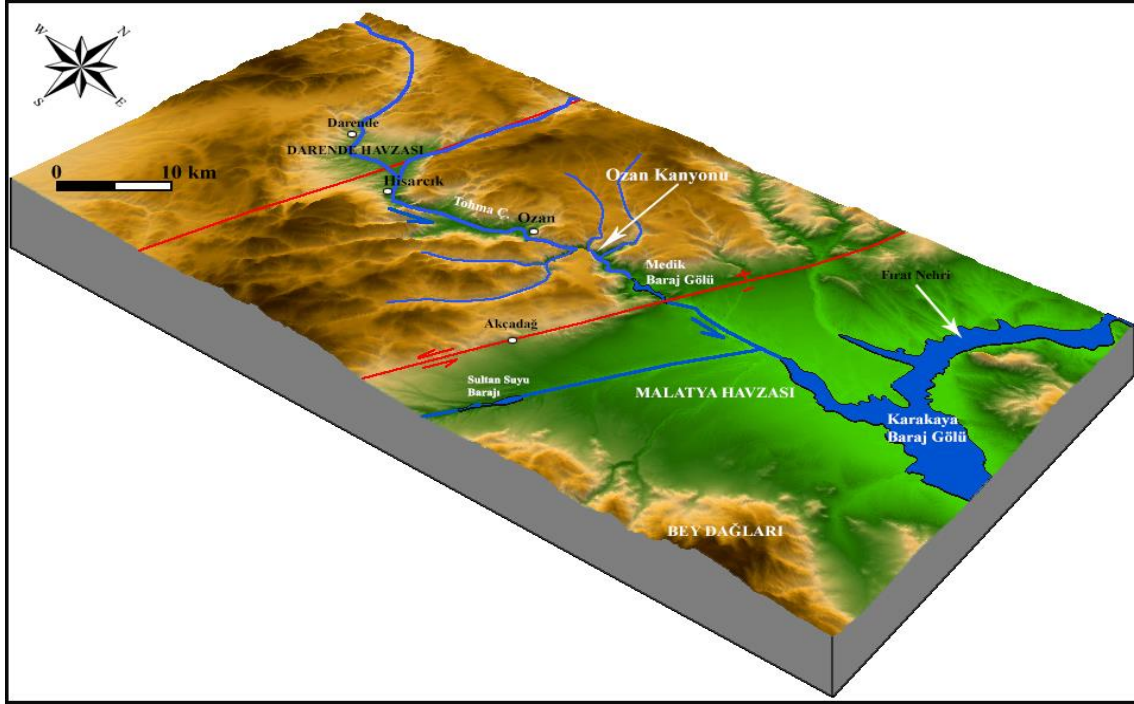 W
N
S
E
Darende
DARENDE HAVZASI
0
10 km
Hisarcık
Ozan Kanyonu
Tohma Ç.
Ozan
Medik
Baraj Gölü
Fırat Nehri
Akçadağ
Sultan Suyu
Barajı
MALATYA HAVZASI
Karakaya
Baraj Gölü
BEY DAĞLARI